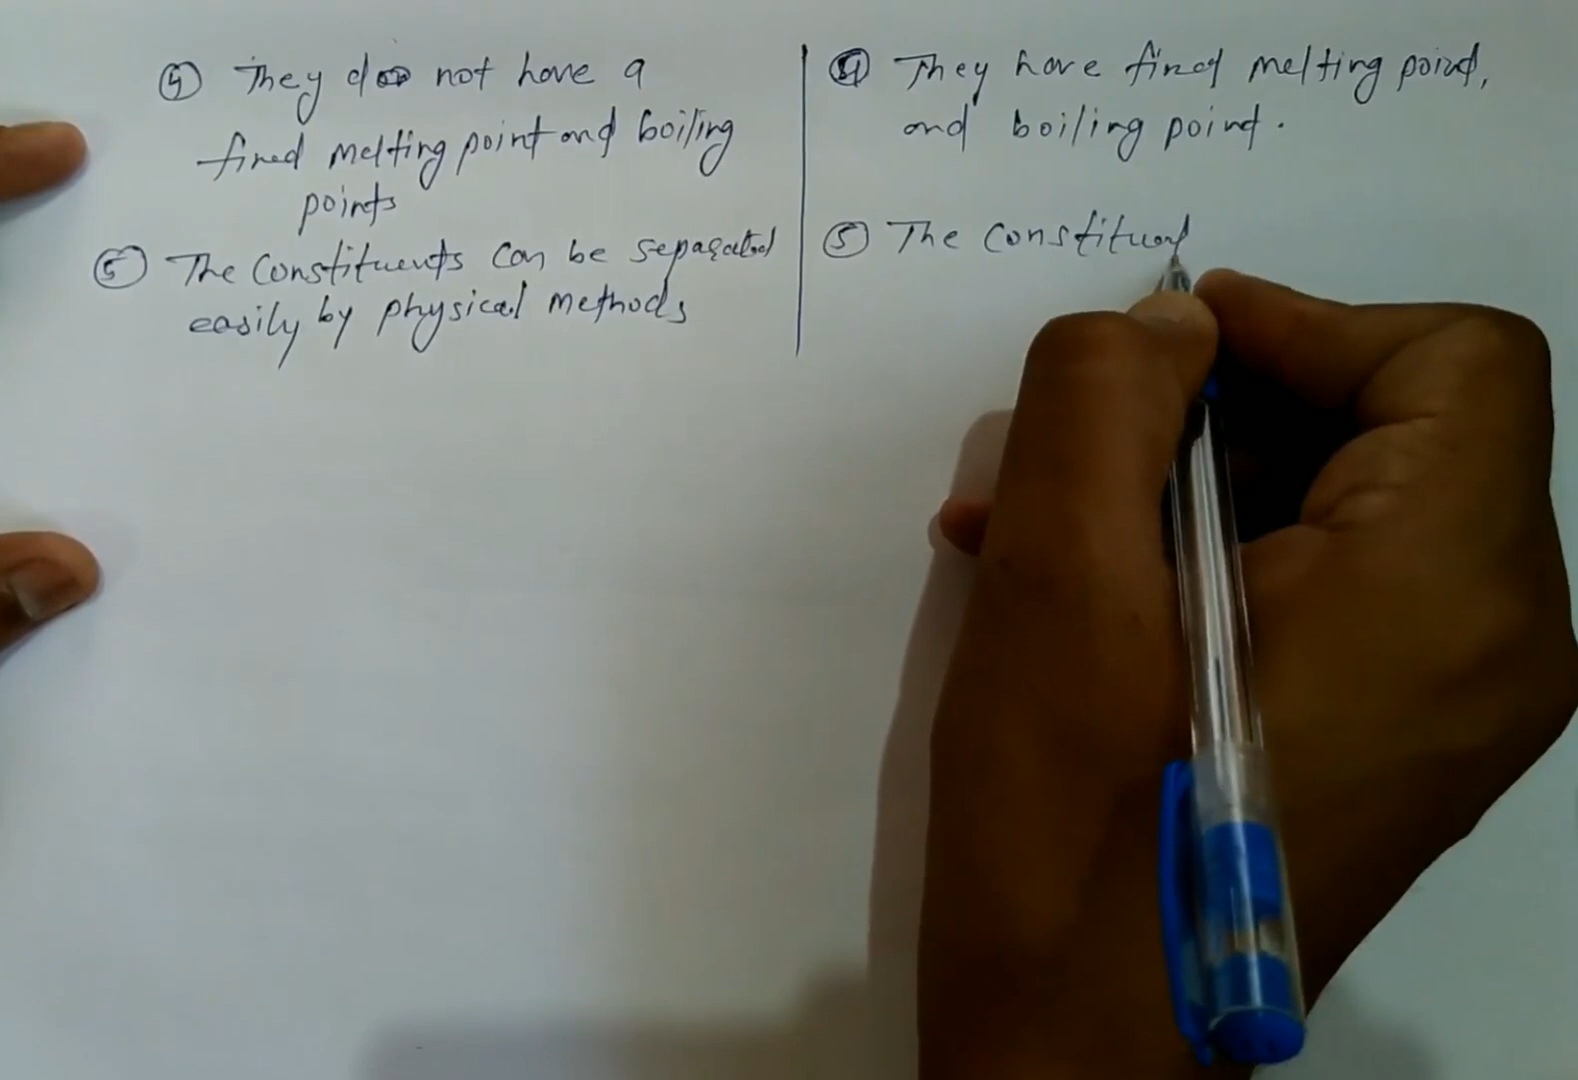 ④ They do not have a
fixed melting point and boiling
points
⑤ The constituents can be separated
easily by physical methods
④ They have fixed melting point,
and boiling point.
⑤ The constituent